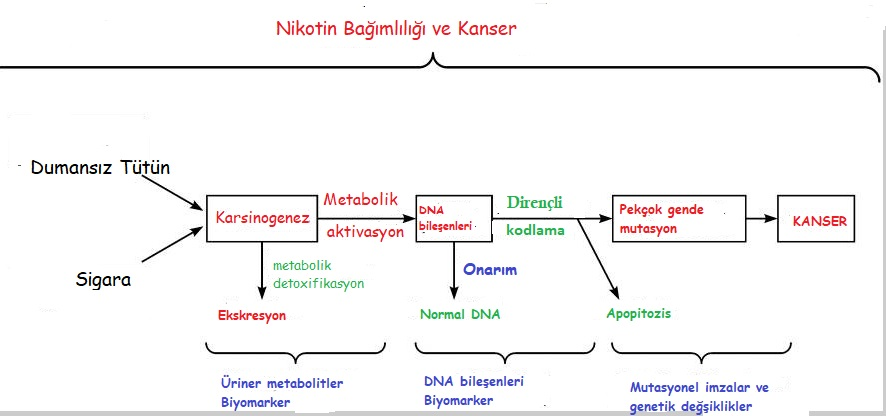 Nikotin Bağımlılığı ve Kanser
Dumansız Tütün
Sigara
Karsinogenez
Metabolik
aktivasyon
DNA
bileşenleri
Dirençli
kodlama
Pekçok gende
mutasyon
KANSER
metabolik
detoxifikasyon
Onarım
Ekskresyon
Normal DNA
Apopitozis
Üriner metabolitler
Biyomarker
DNA bileşenleri
Biyomarker
Mutasyonel imzalar ve
genetik değsiklikler